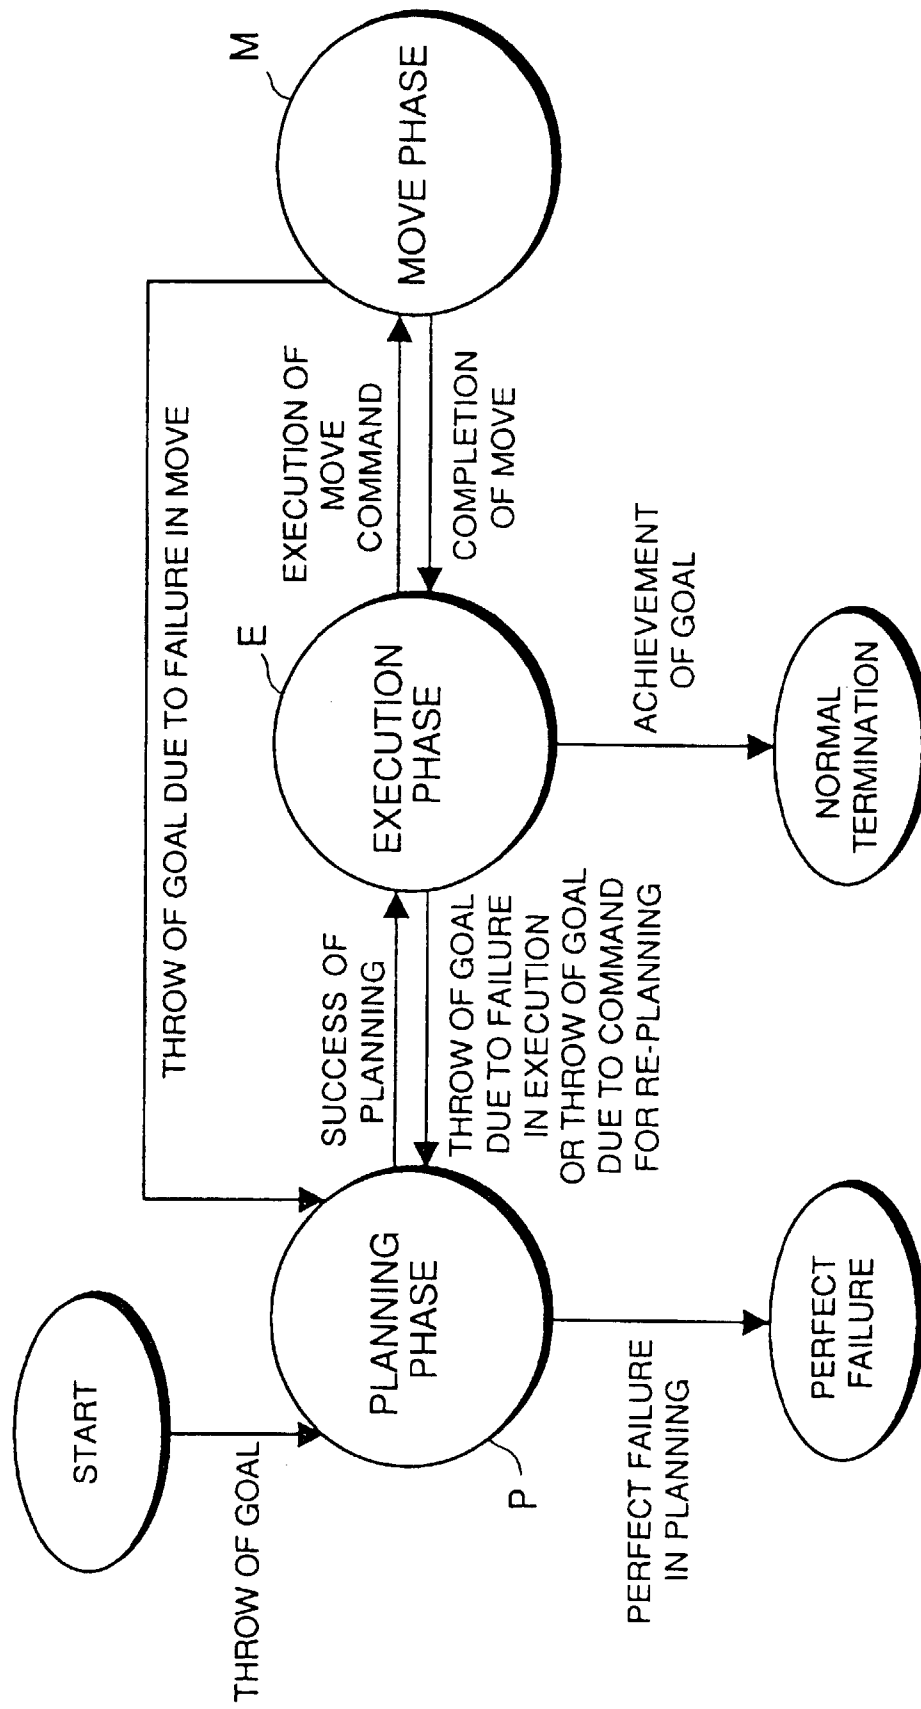 START
THROW OF GOAL
THROW OF GOAL DUE TO FAILURE IN MOVE
M
E
P
PLANNING
PHASE
SUCCESS OF
PLANNING
THROW OF GOAL
DUE TO FAILURE
IN EXECUTION
OR THROW OF GOAL
DUE TO COMMAND
FOR RE-PLANNING
EXECUTION
PHASE
EXECUTION OF
MOVE
COMMAND
COMPLETION
OF MOVE
MOVE PHASE
PERFECT FAILURE
IN PLANNING
PERFECT
FAILURE
ACHIEVEMENT
OF GOAL
NORMAL
TERMINATION